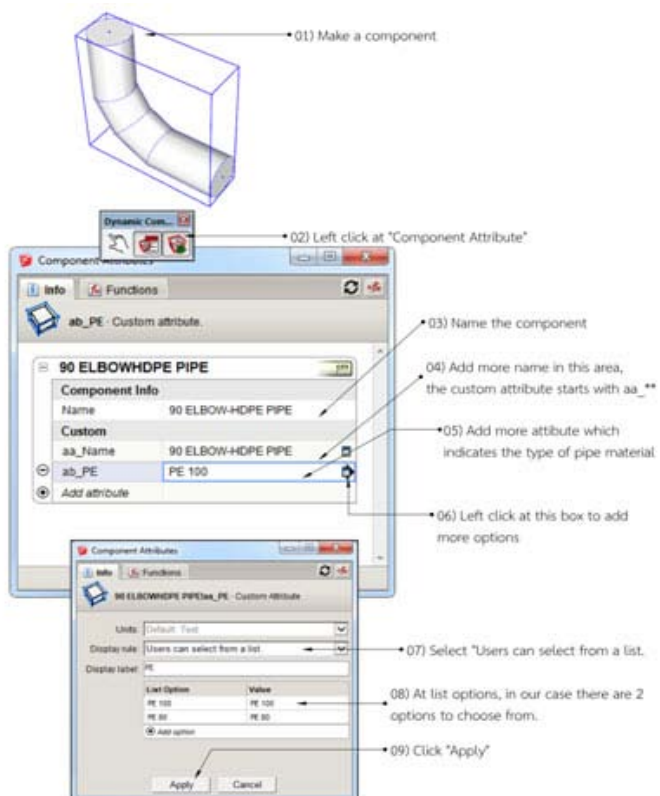 01) Make a component
Dynamic Com...
02) Left click at "Component Attribute"
Component Attributes
Info
Functions
ab_PE - Custom attribute.
03) Name the component
90 ELBOWHDPE PIPE
04) Add more name in this area,
the custom attribute starts with aa_**
Component Info
Name 90 ELBOW-HDPE PIPE
Custom
05) Add more attibute which
indicates the type of pipe material
aa_Name 90 ELBOW-HDPE PIPE
ab_PE PE 100
Add attribute
06) Left click at this box to add
more options
Component Attributes
Info
Functions
90 ELBOWHDPE PIPE!aa_PE - Custom Attribute
Units Default: Text
Display rule Users can select from a list.
07) Select "Users can select from a list.
Display label PE
List Option Value
PE 100 PE 100
PE 80 PE 80
Add option
08) At list options, in our case there are 2
options to choose from.
09) Click "Apply"
Apply Cancel